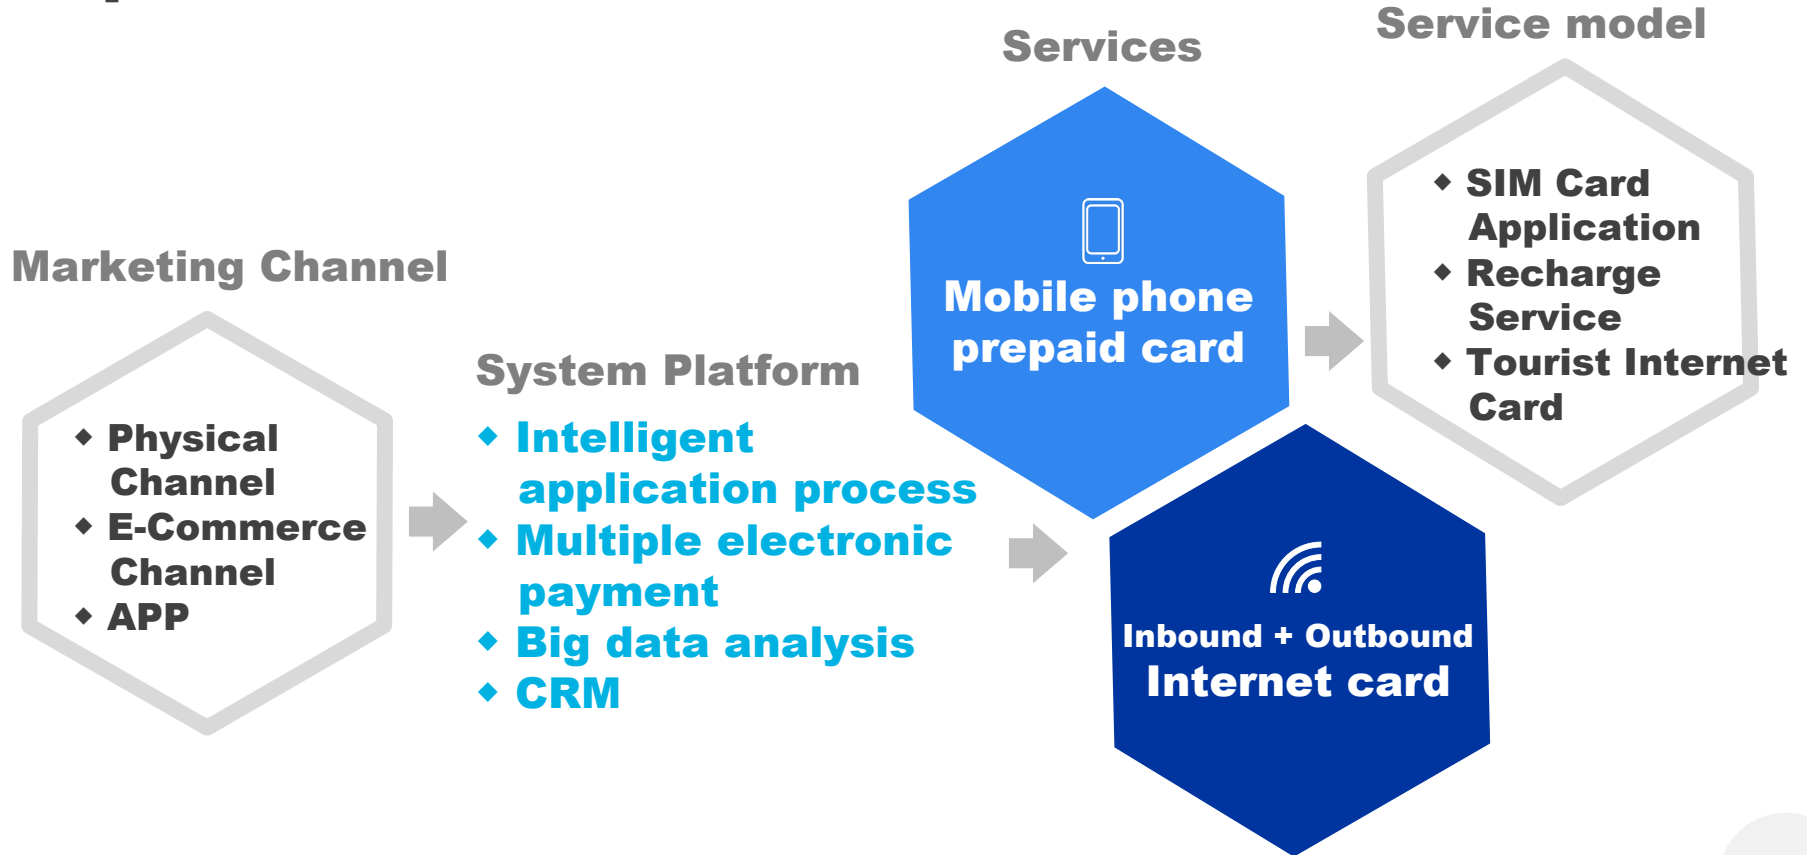 Marketing Channel
◆ Physical
Channel
◆ E-Commerce
Channel
◆ APP
System Platform
◆ Intelligent
application process
◆ Multiple electronic
payment
◆ Big data analysis
◆ CRM
Services
Mobile phone
prepaid card
Inbound + Outbound
Internet card
Service model
◆ SIM Card
Application
◆ Recharge
Service
◆ Tourist Internet
Card